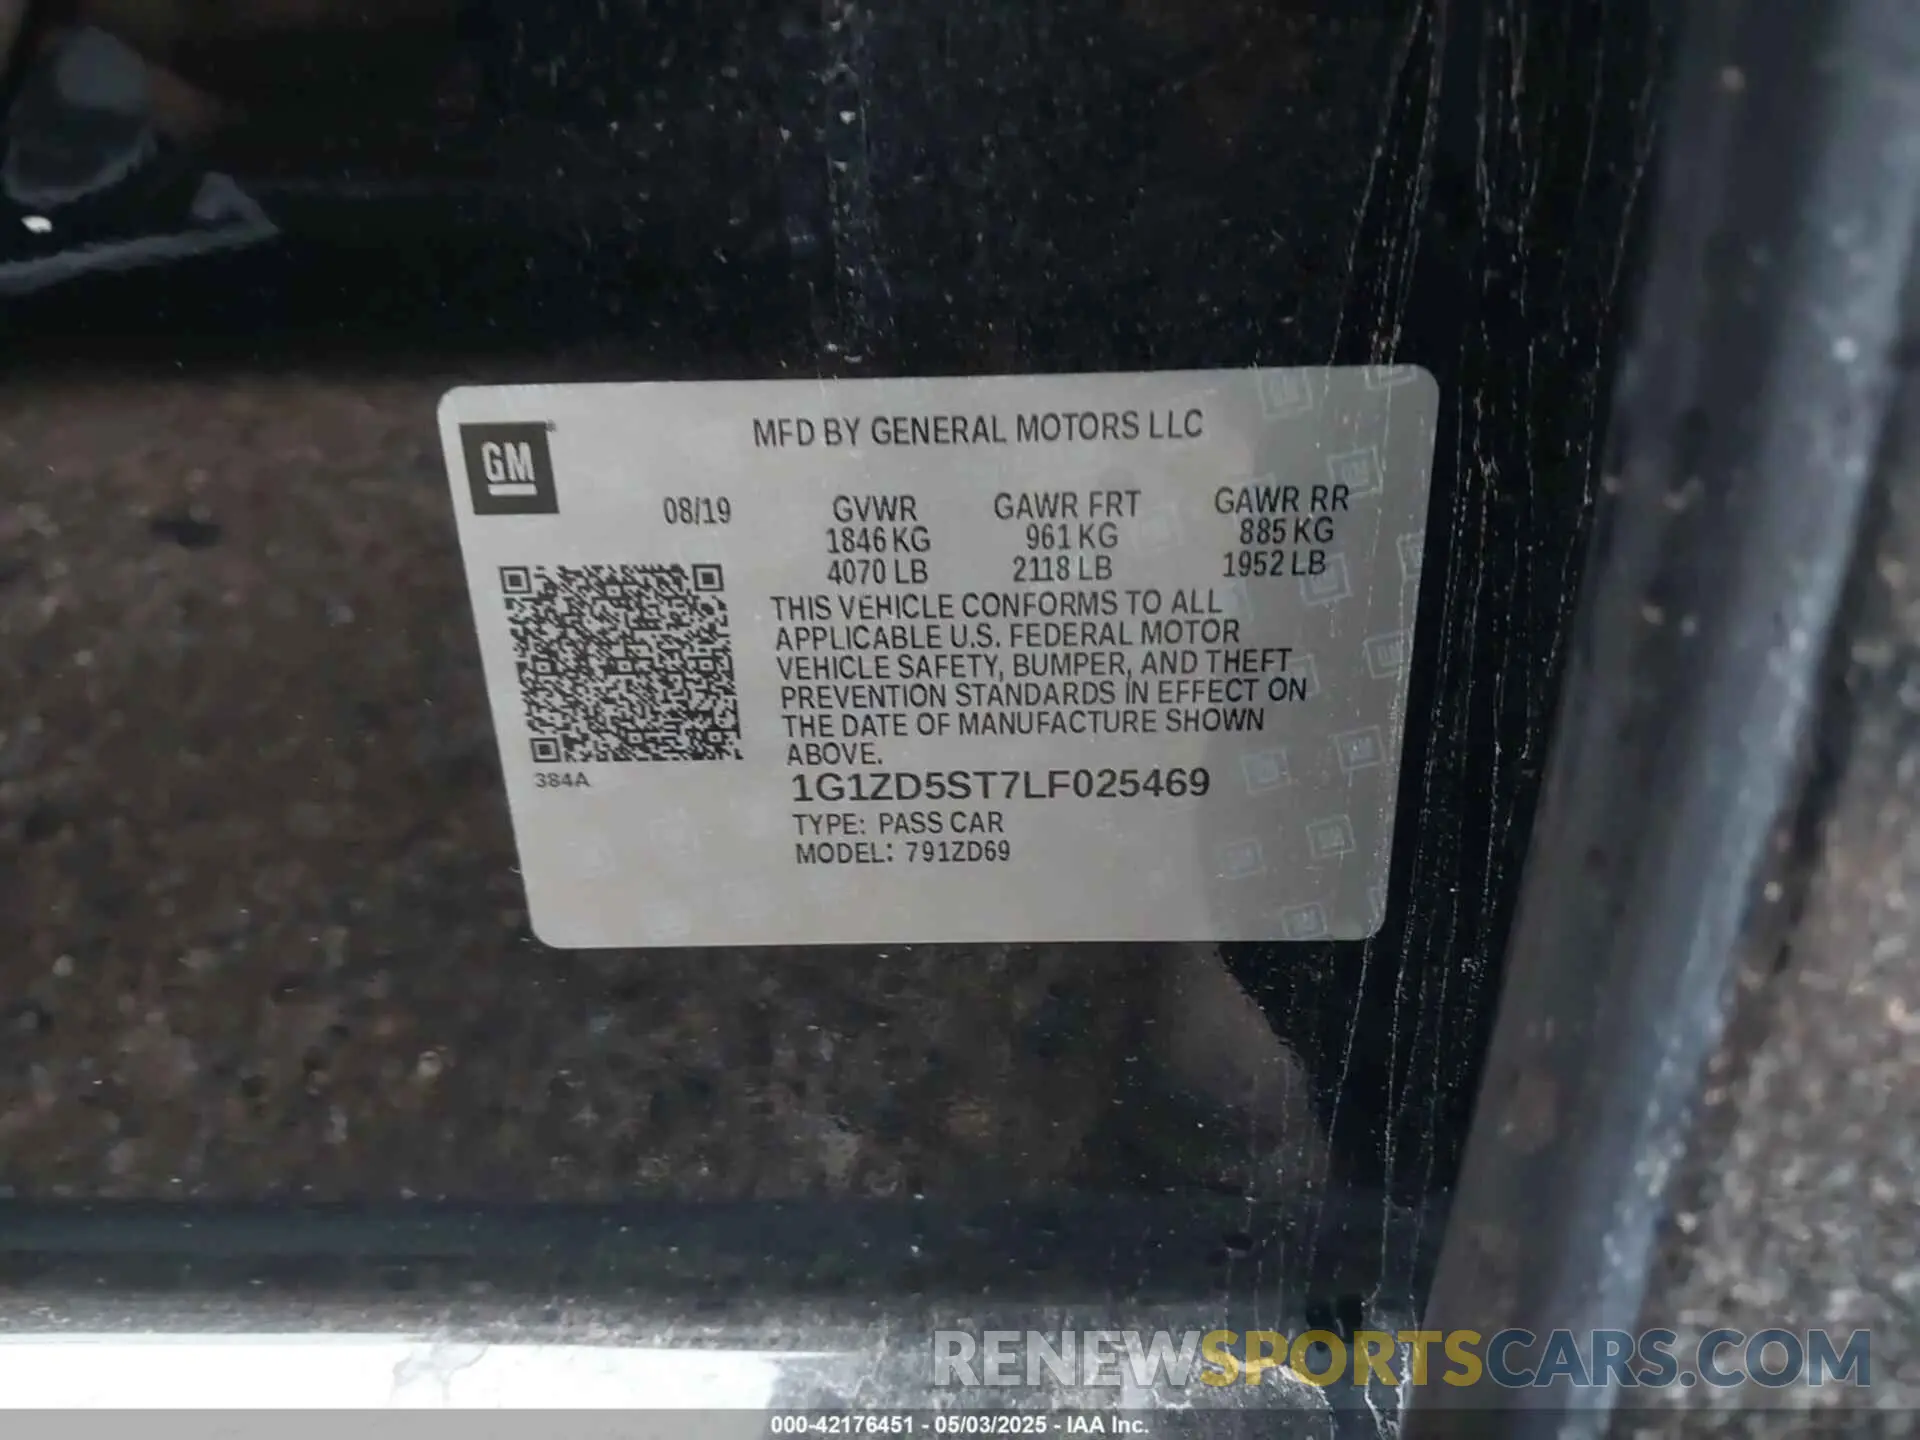 MFD BY GENERAL MOTORS LLC
GM®
08/19 GVWR GAWR FRT GAWR RR
1846 KG 961 KG 885 KG
4070 LB 2118 LB 1952 LB
THIS VEHICLE CONFORMS TO ALL
APPLICABLE U.S. FEDERAL MOTOR
VEHICLE SAFETY, BUMPER, AND THEFT
PREVENTION STANDARDS IN EFFECT ON
THE DATE OF MANUFACTURE SHOWN
ABOVE.
384A
1G1ZD5ST7LF025469
TYPE: PASS CAR
MODEL: 791ZD69
RENEWSPORTSCARS.COM
000-42176451 - 05/03/2025 - IAA Inc.